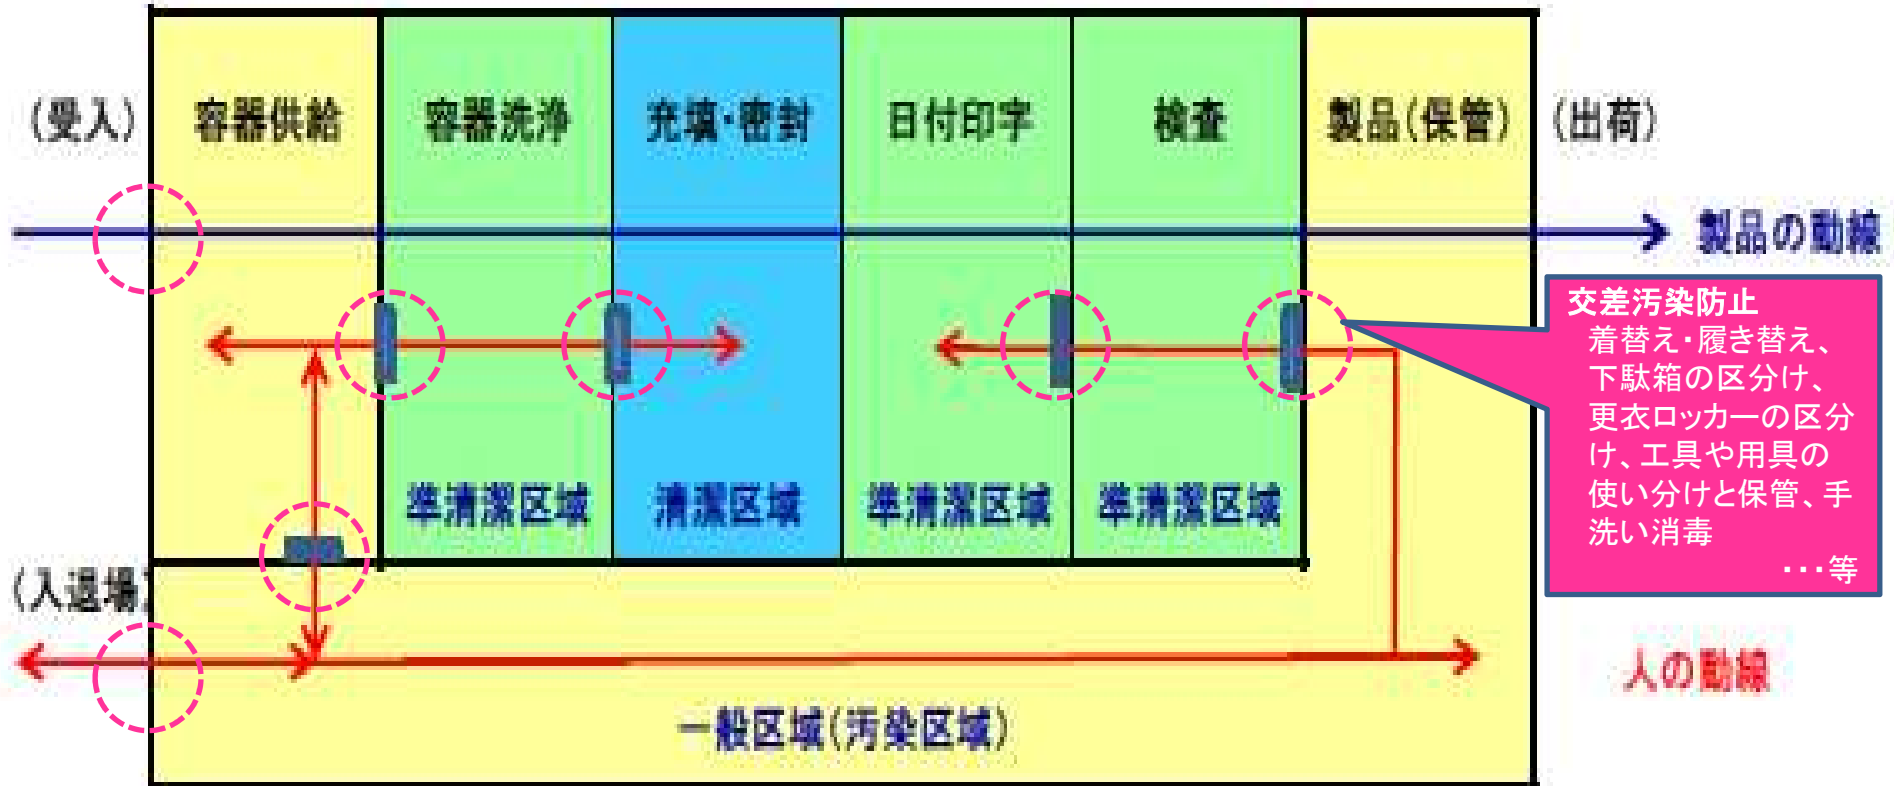 (受入)
容器供給
容器洗浄
充填・密封
日付印字
検査
製品(保管)
(出荷)
製品の動線
交差汚染防止
着替え・履き替え、
下駄箱の区分け、
更衣ロッカーの区分
け、工具や用具の
使い分けと保管、手
洗い消毒
・・・等
準清潔区域
清潔区域
準清潔区域
準清潔区域
(入退場)
人の動線
一般区域(汚染区域)